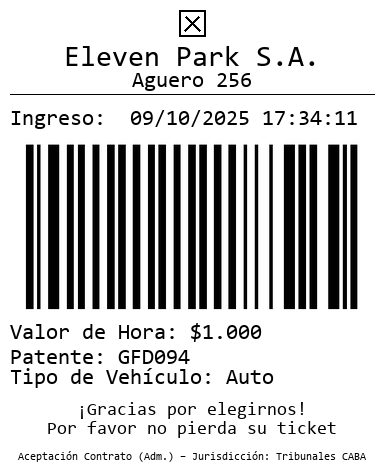 Eleven Park S.A.
Aguero 256
Ingreso: 09/10/2025 17:34:11
Valor de Hora: $1.000
Patente: GFD094
Tipo de Vehículo: Auto
¡Gracias por elegirnos!
Por favor no pierda su ticket
Aceptación Contrato (Adm.) – Jurisdicción: Tribunales CABA